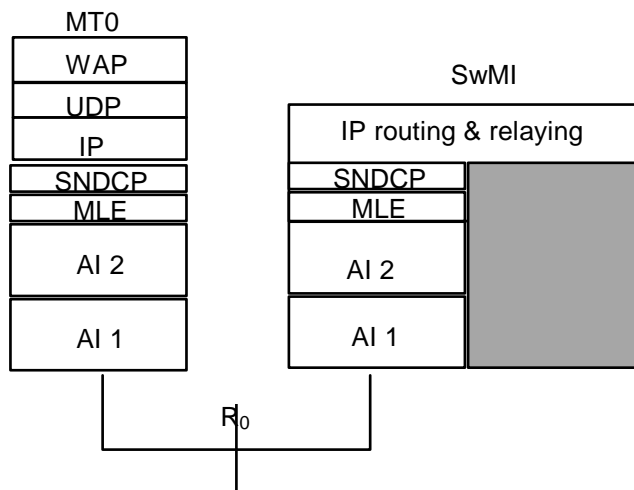 MT0
WAP
UDP
IP
SNDCP
MLE
AI 2
AI 1
SwMI
IP routing & relaying
SNDCP
MLE
AI 2
AI 1
R₀